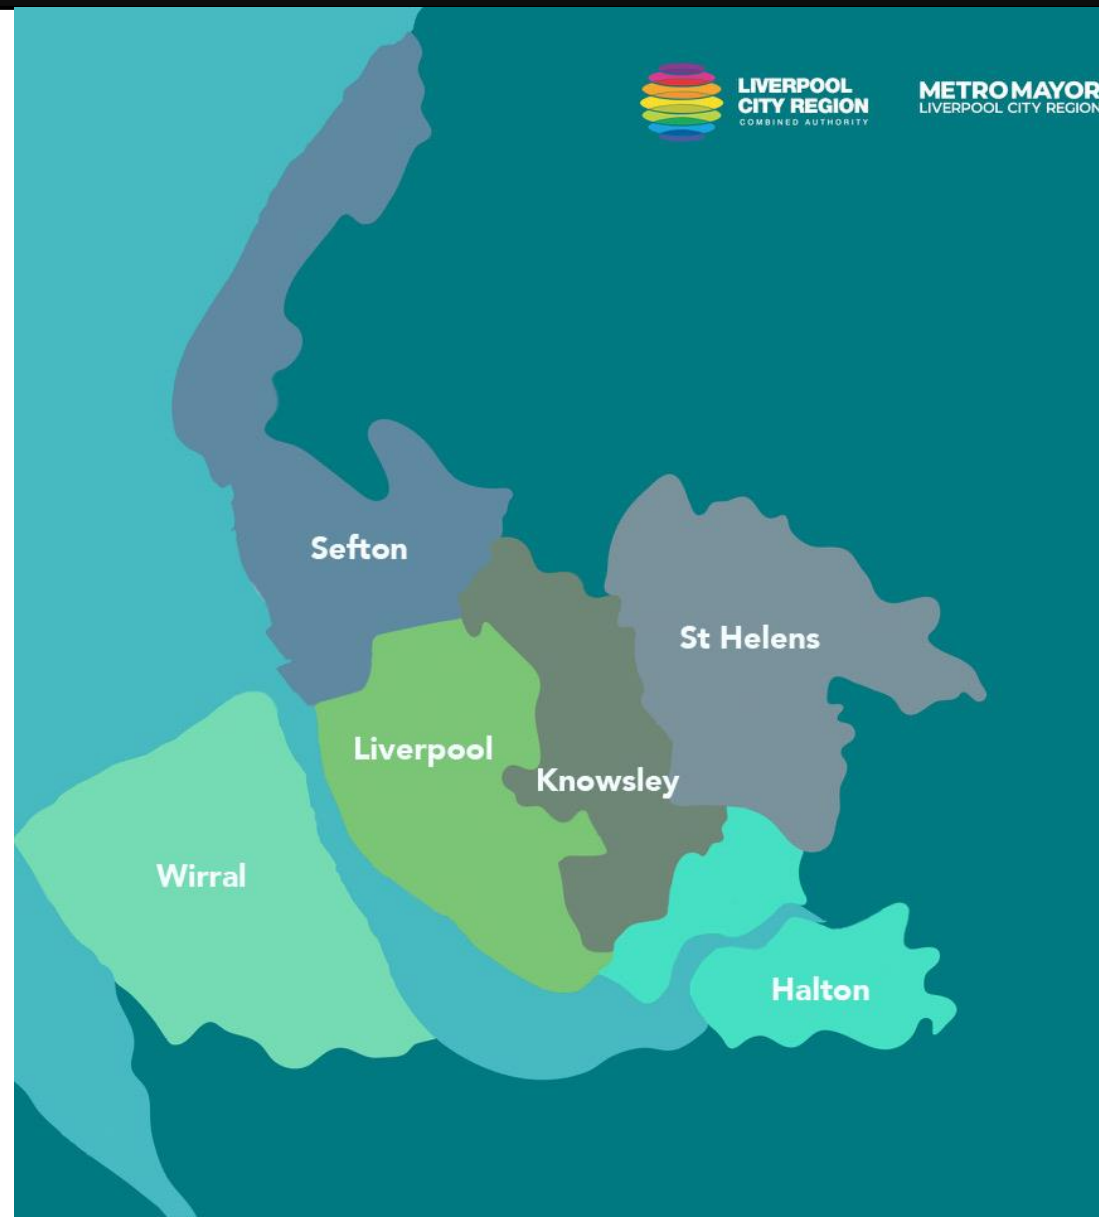 LIVERPOOL
CITY REGION
COMBINED AUTHORITY
METRO MAYOR
LIVERPOOL CITY REGION
Sefton
St Helens
Liverpool
Knowsley
Wirral
Halton